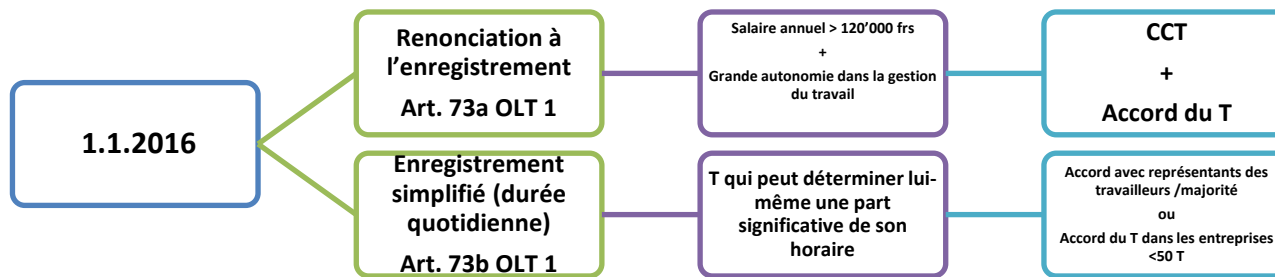 1.1.2016
Renonciation à
l’enregistrement
Art. 73a OLT 1
Salaire annuel > 120’000 frs
+
Grande autonomie dans la gestion
du travail
CCT
+
Accord du T
Enregistrement
simplifié (durée
quotidienne)
Art. 73b OLT 1
T qui peut déterminer lui-
même une part
significative de son
horaire
Accord avec représentants des
travailleurs /majorité
ou
Accord du T dans les entreprises
<50 T